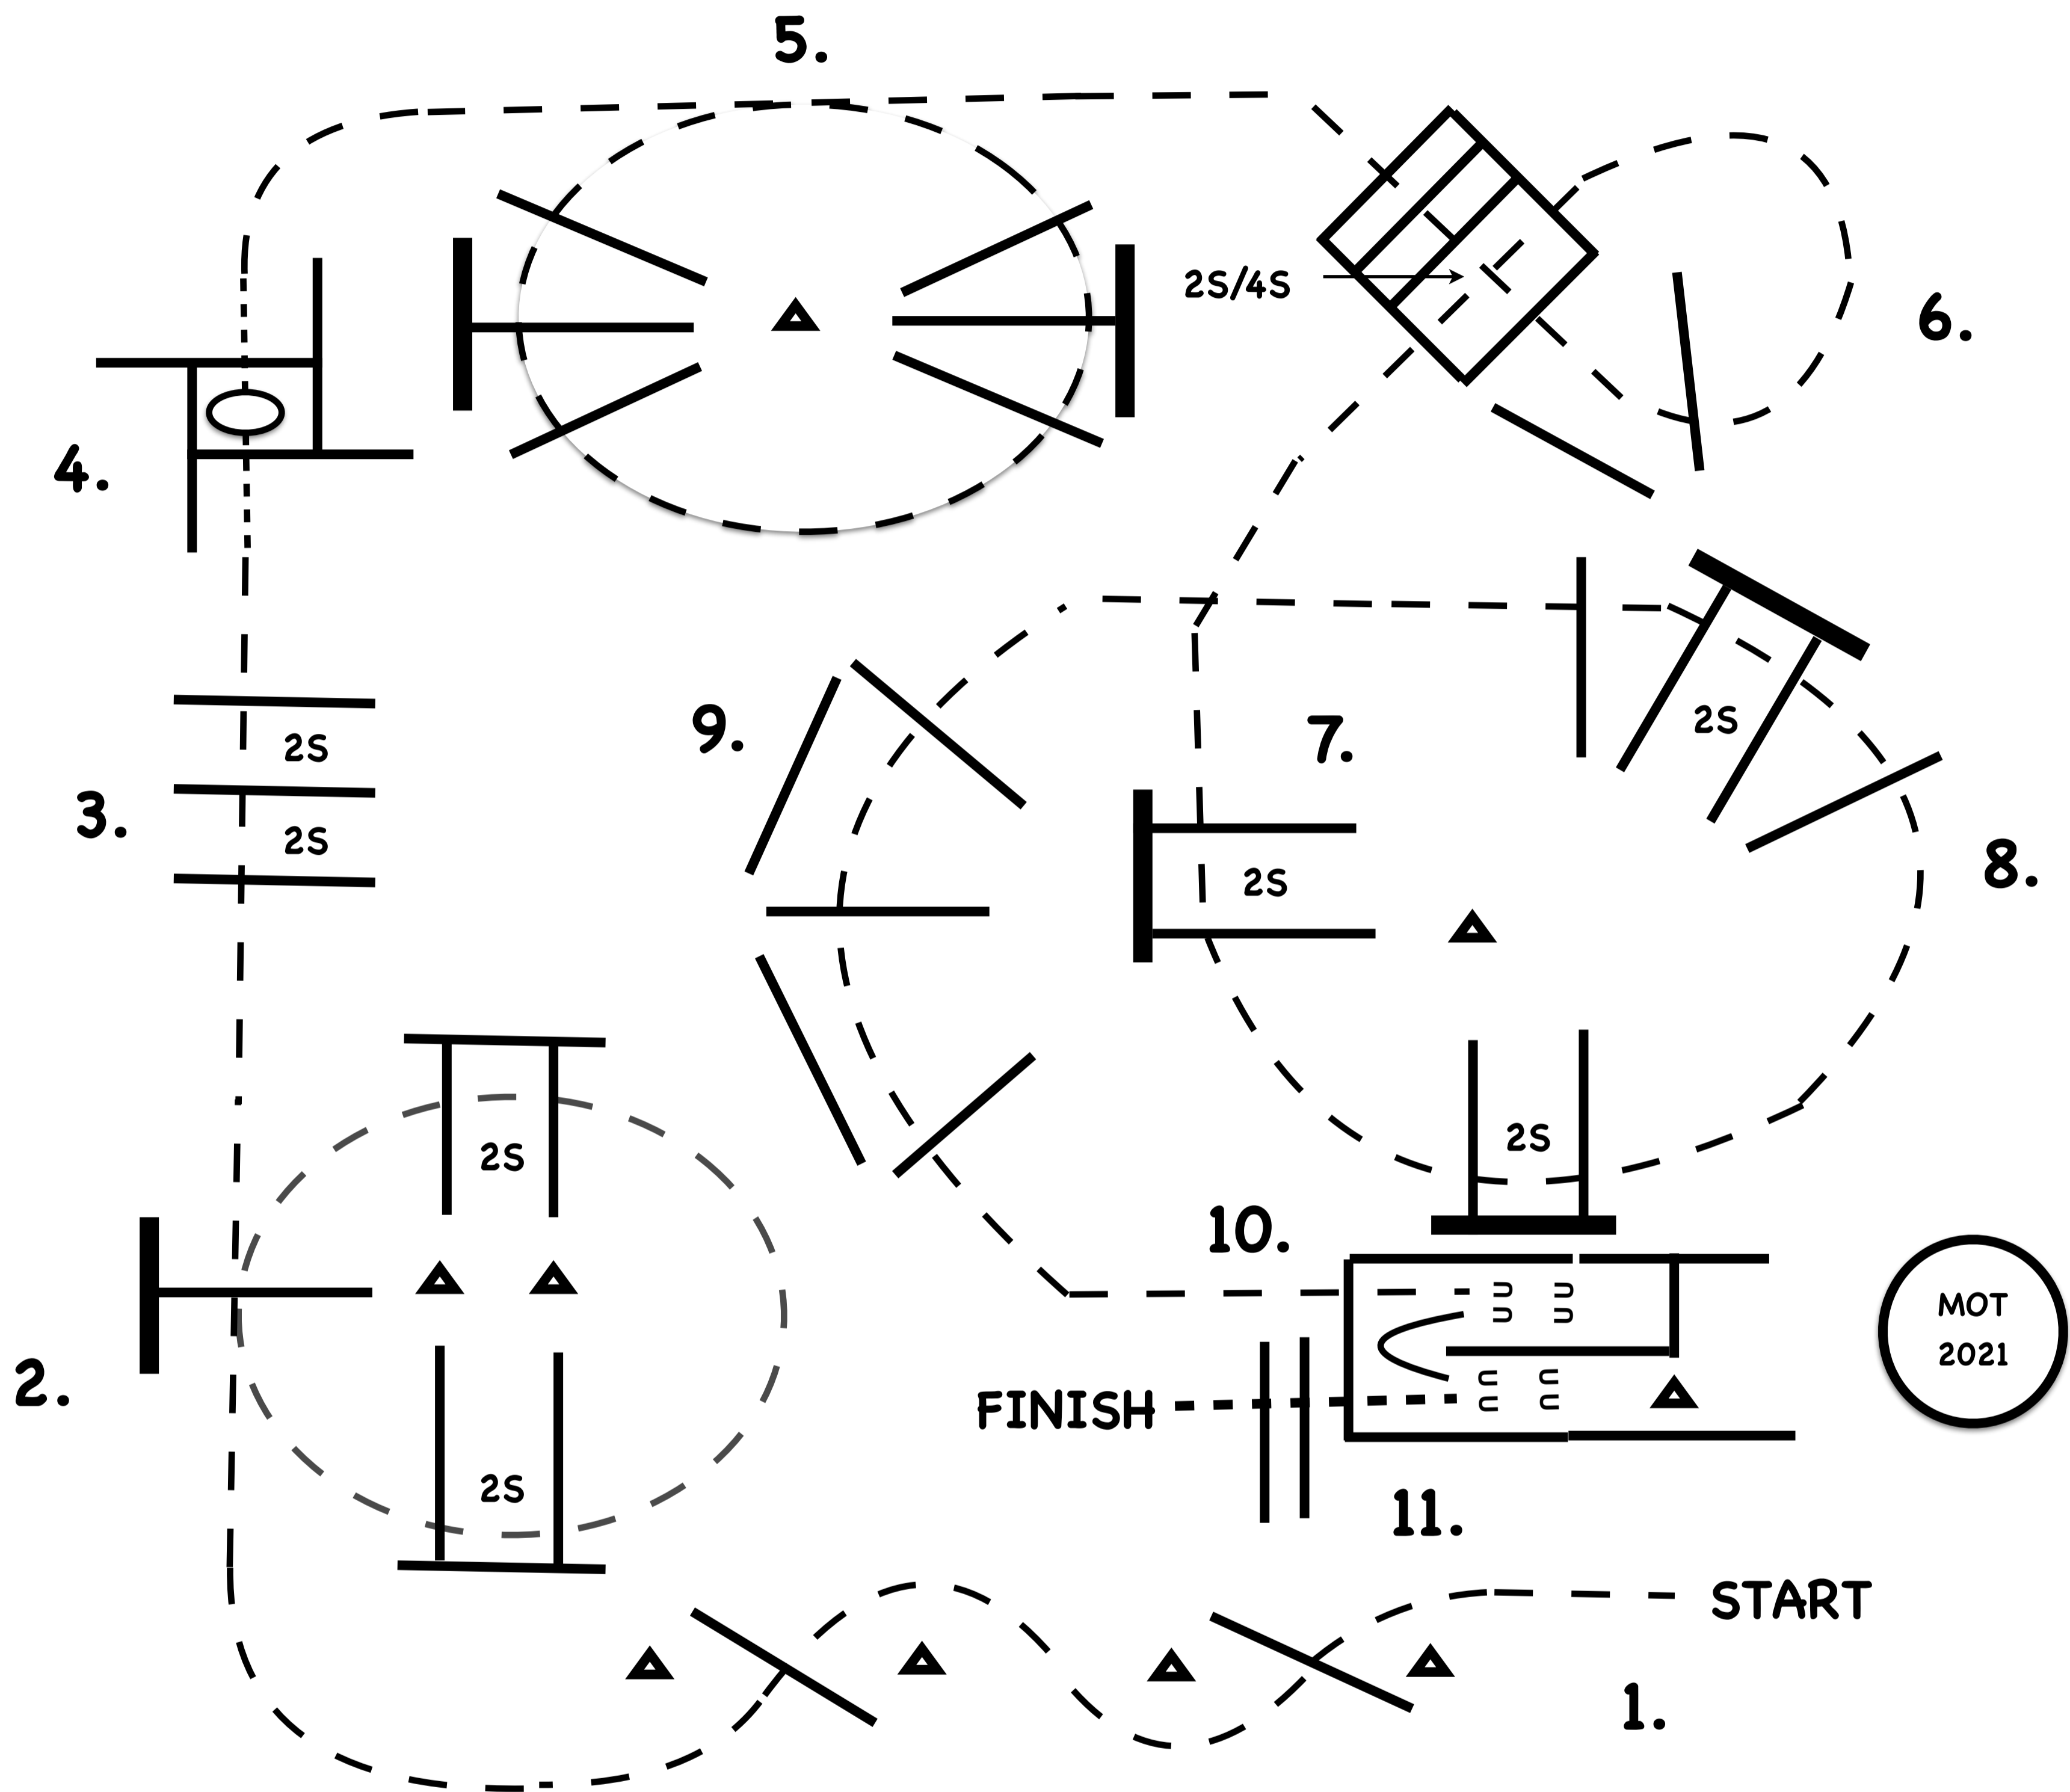 5.
2S/4S
6.
4.
9.
7.
2S
2S
3.
2S
2S
8.
2S
2S
10.
MOT
2021
2.
FINISH
2S
11.
START
1.